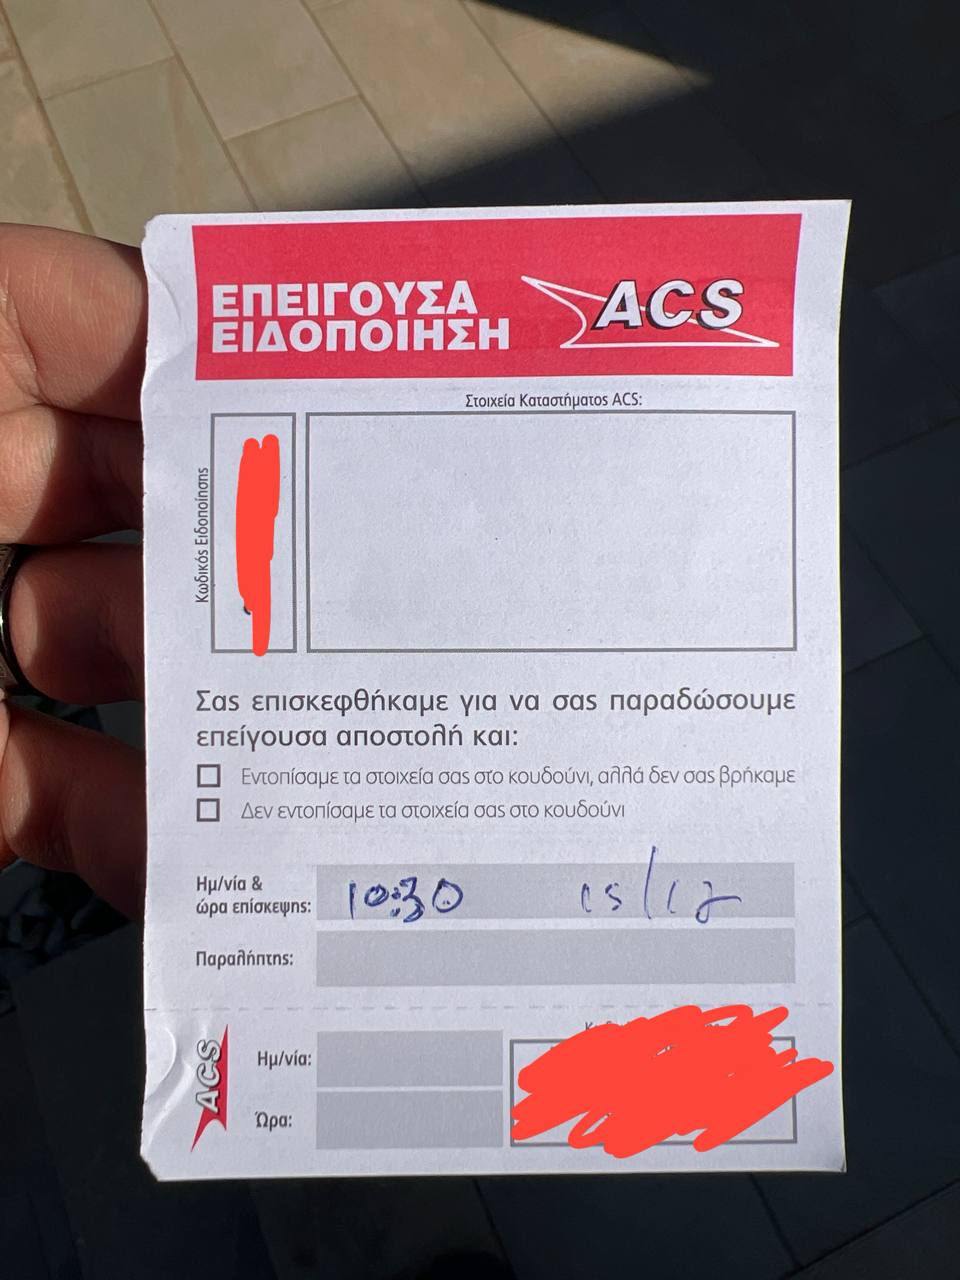 ΕΠΕΙΓΟΥΣΑ
ΕΙΔΟΠΟΙΗΣΗ
ACS
Στοιχεία Καταστήματος ACS:
Κωδικός Ειδοποίησης
Σας επισκεφθήκαμε για να σας παραδώσουμε
επείγουσα αποστολή και:
Εντοπίσαμε τα στοιχεία σας στο κουδούνι, αλλά δεν σας βρήκαμε
Δεν εντοπίσαμε τα στοιχεία σας στο κουδούνι
Ημ/νία &
ώρα επίσκεψης: 10:30 15/12
Παραλήπτης:
ACS
Ημ/νία:
Ώρα: